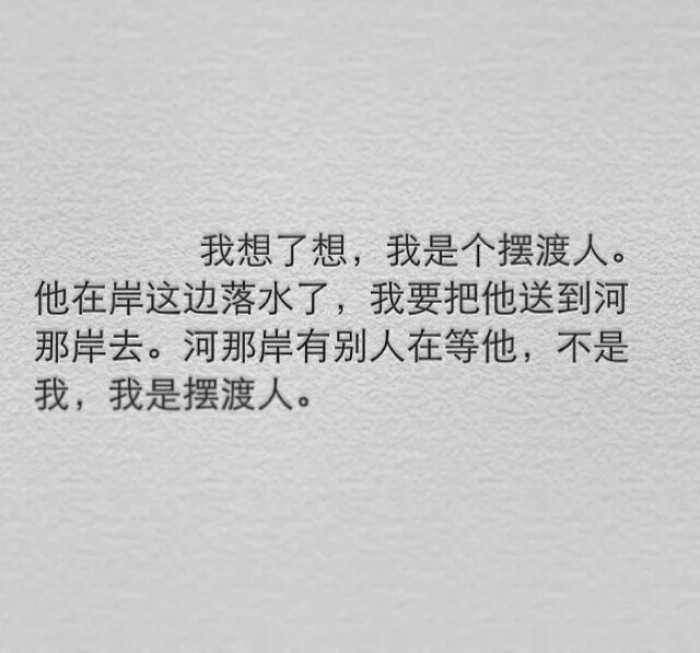 我想了想，我是个摆渡人。
他在岸这边落水了，我要把他送到河
那岸去。河那岸有别人在等他，不是
我，我是摆渡人。